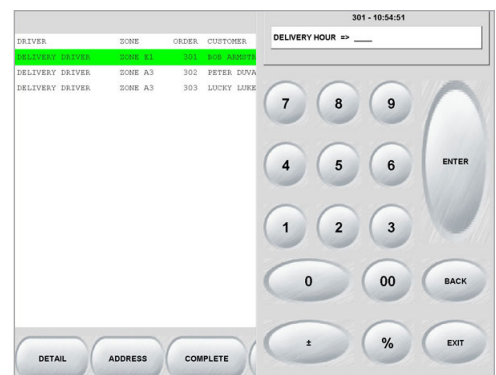 301 - 10:54:51
DELIVERY HOUR => ____
DRIVER ZONE ORDER CUSTOMER
DELIVERY DRIVER ZONE E1 301 BOB ARMSTR
DELIVERY DRIVER ZONE A3 302 PETER DUVA
DELIVERY DRIVER ZONE A3 303 LUCKY LUKE
7 8 9
4 5 6 ENTER
1 2 3
0 00 BACK
± % EXIT
DETAIL ADDRESS COMPLETE